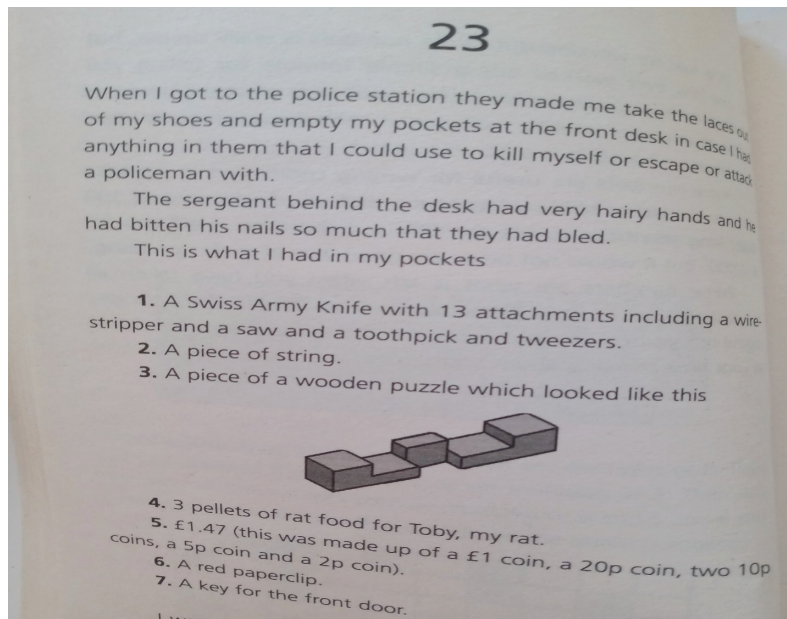 23
When I got to the police station they made me take the laces out
of my shoes and empty my pockets at the front desk in case I had
anything in them that I could use to kill myself or escape or attack
a policeman with.
The sergeant behind the desk had very hairy hands and he
had bitten his nails so much that they had bled.
This is what I had in my pockets
1. A Swiss Army Knife with 13 attachments including a wire-
stripper and a saw and a toothpick and tweezers.
2. A piece of string.
3. A piece of a wooden puzzle which looked like this
4. 3 pellets of rat food for Toby, my rat.
5. £1.47 (this was made up of a £1 coin, a 20p coin, two 10p
coins, a 5p coin and a 2p coin).
6. A red paperclip.
7. A key for the front door.